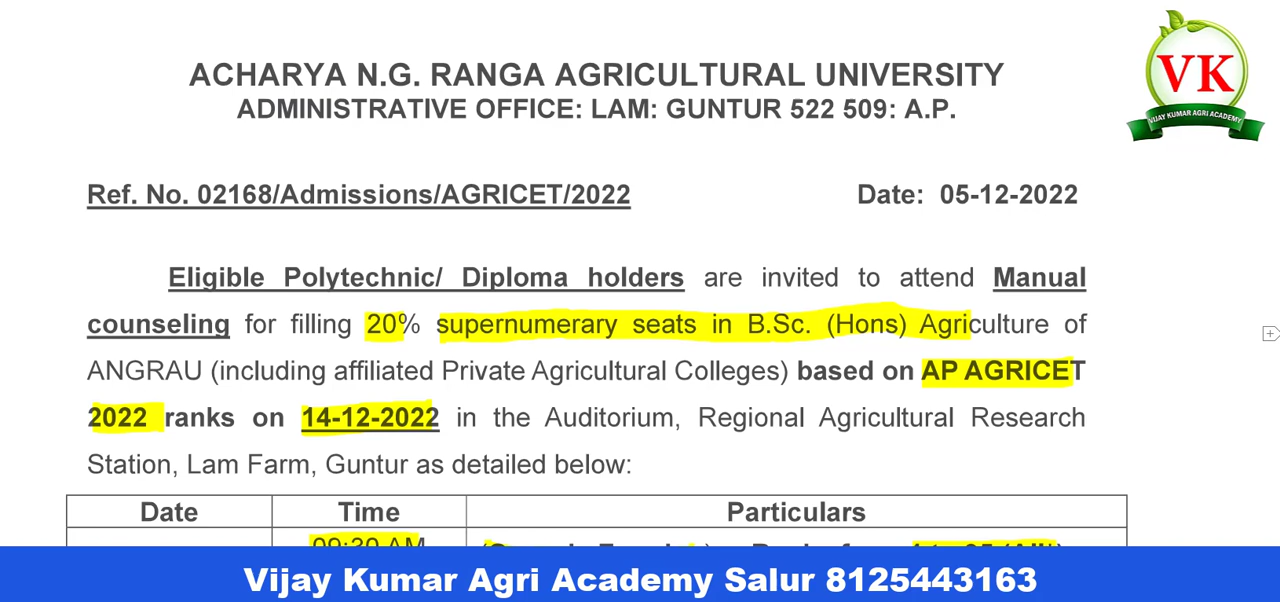 VK
VIJAY KUMAR AGRI ACADEMY
ACHARYA N.G. RANGA AGRICULTURAL UNIVERSITY
ADMINISTRATIVE OFFICE: LAM: GUNTUR 522 509: A.P.
Ref. No. 02168/Admissions/AGRICET/2022 Date: 05-12-2022
Eligible Polytechnic/ Diploma holders are invited to attend Manual
counseling for filling 20% supernumerary seats in B.Sc. (Hons) Agriculture of
ANGRAU (including affiliated Private Agricultural Colleges) based on AP AGRICET
2022 ranks on 14-12-2022 in the Auditorium, Regional Agricultural Research
Station, Lam Farm, Guntur as detailed below:
Date Time Particulars
09:30 AM
Vijay Kumar Agri Academy Salur 8125443163